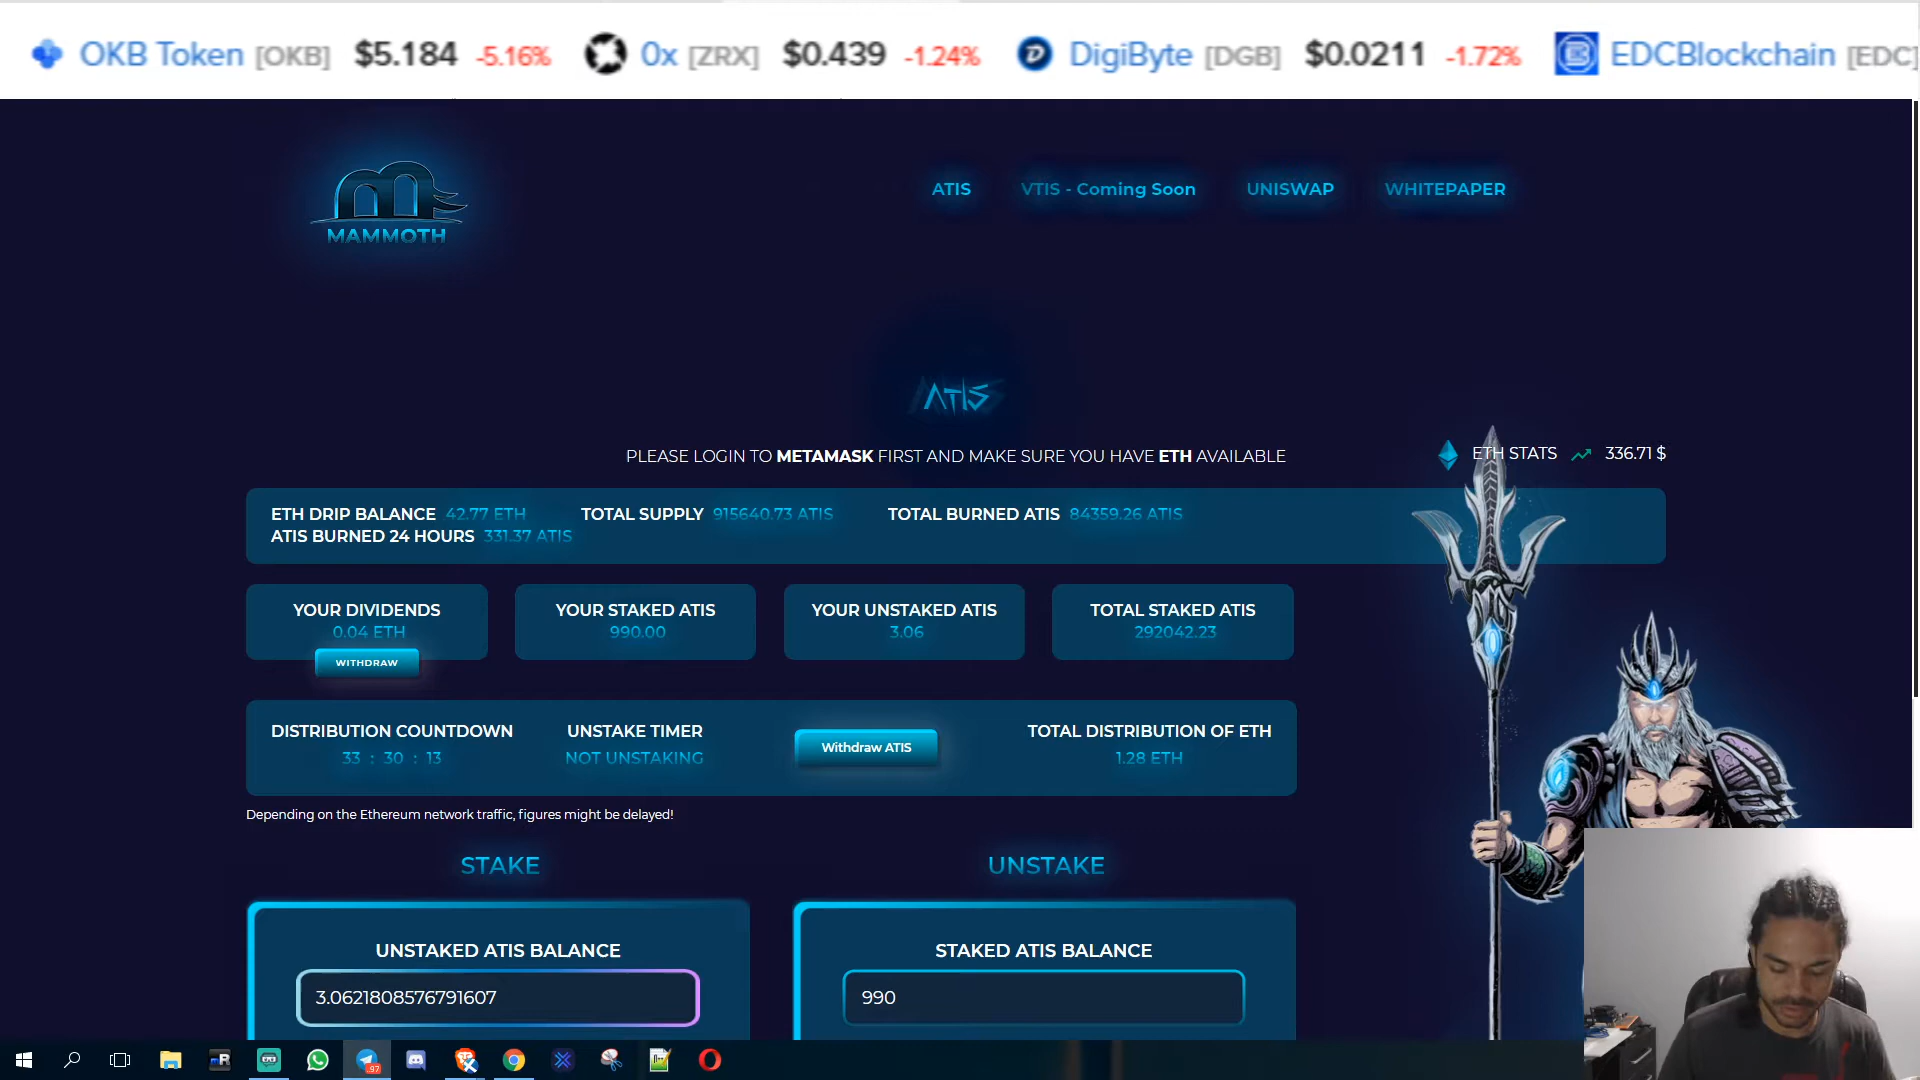 OKB Token [OKB] $5.184 -5.16% 0x [ZRX] $0.439 -1.24% DigiByte [DGB] $0.0211 -1.72% EDCBlockchain [EDC]
ATIS VTIS - Coming Soon UNISWAP WHITEPAPER
MAMMOTH
ATIS
PLEASE LOGIN TO METAMASK FIRST AND MAKE SURE YOU HAVE ETH AVAILABLE
ETH STATS 336.71 $
ETH DRIP BALANCE 42.77 ETH TOTAL SUPPLY 915640.73 ATIS TOTAL BURNED ATIS 84359.26 ATIS
ATIS BURNED 24 HOURS 331.37 ATIS
YOUR DIVIDENDS YOUR STAKED ATIS YOUR UNSTAKED ATIS TOTAL STAKED ATIS
0.04 ETH 990.00 3.06 292042.23
WITHDRAW
DISTRIBUTION COUNTDOWN UNSTAKE TIMER Withdraw ATIS TOTAL DISTRIBUTION OF ETH
33 : 30 : 13 NOT UNSTAKING 1.28 ETH
Depending on the Ethereum network traffic, figures might be delayed!
STAKE UNSTAKE
UNSTAKED ATIS BALANCE STAKED ATIS BALANCE
3.0621808576791607 990